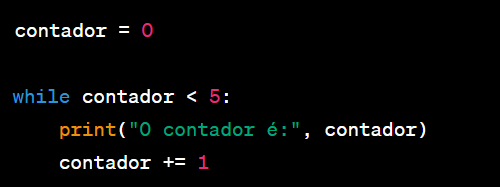 contador = 0
while contador < 5:
    print("O contador é:", contador)
    contador += 1